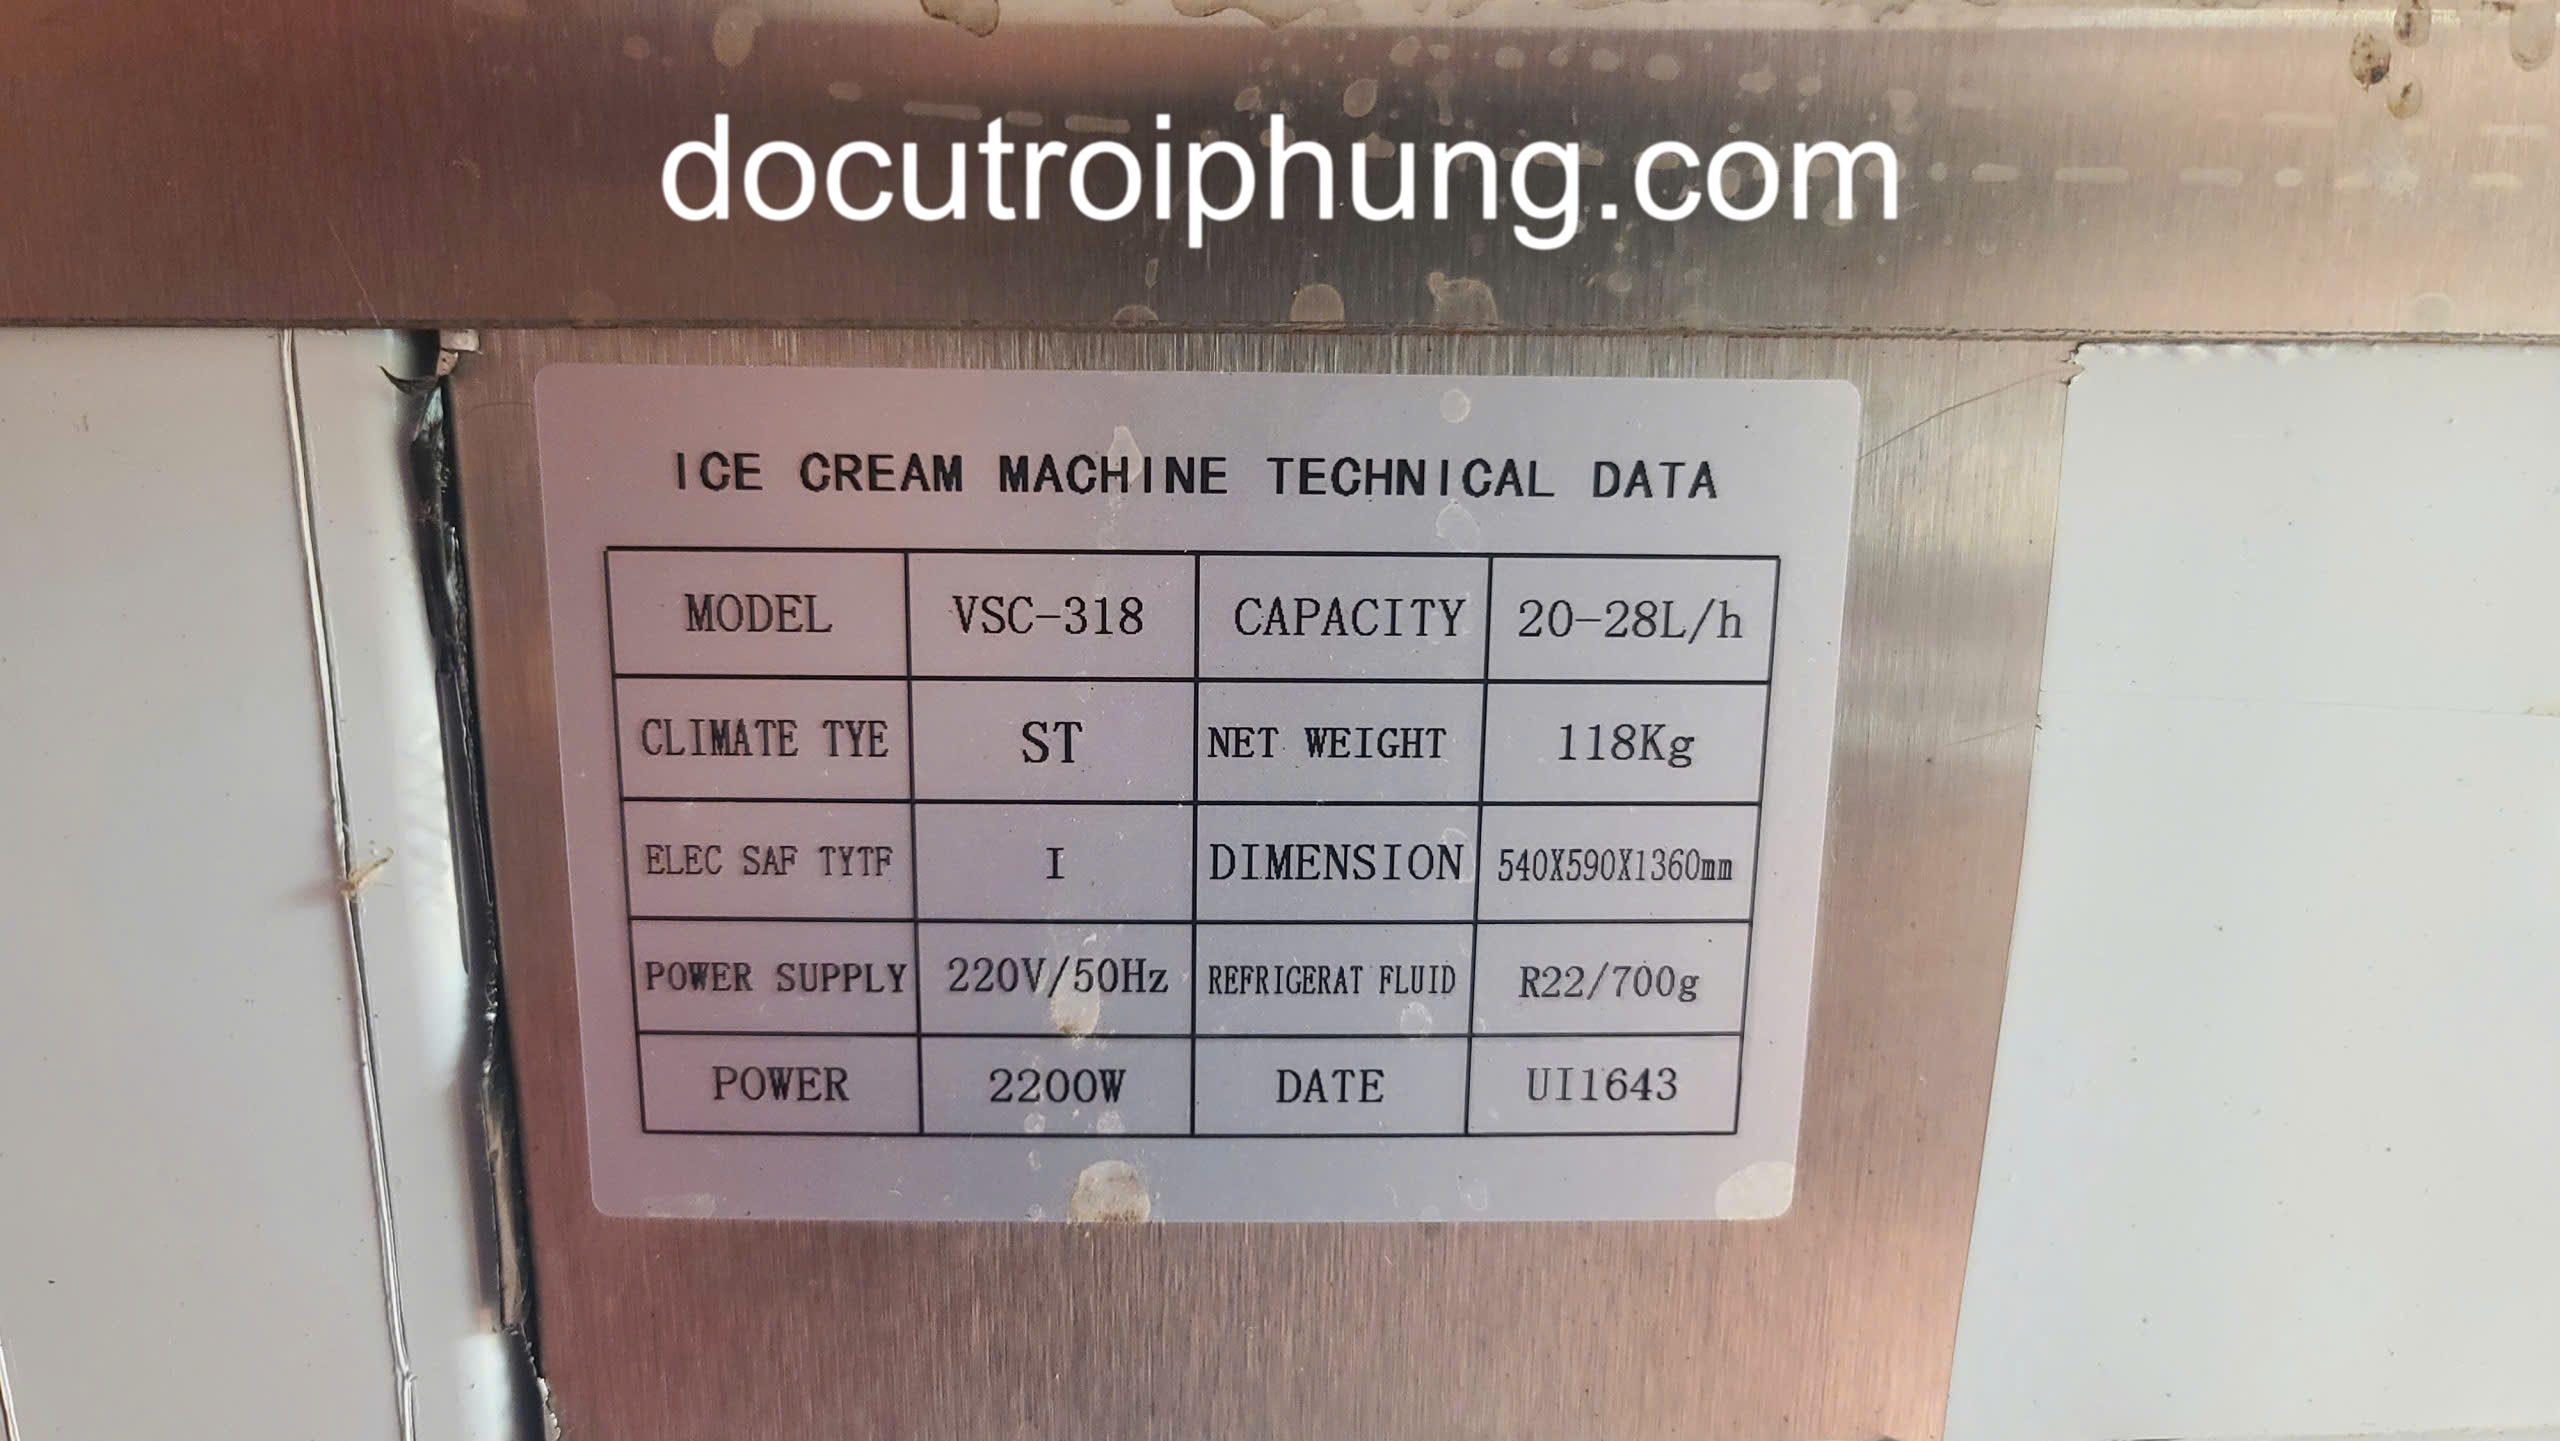 docutroiphung.com
ICE CREAM MACHINE TECHNICAL DATA
MODEL VSC-318 CAPACITY 20-28L/h
CLIMATE TYE ST NET WEIGHT 118Kg
ELEC SAF TYTF I DIMENSION 540X590X1360mm
POWER SUPPLY 220V/50Hz REFRIGERAT FLUID R22/700g
POWER 2200W DATE UI1643